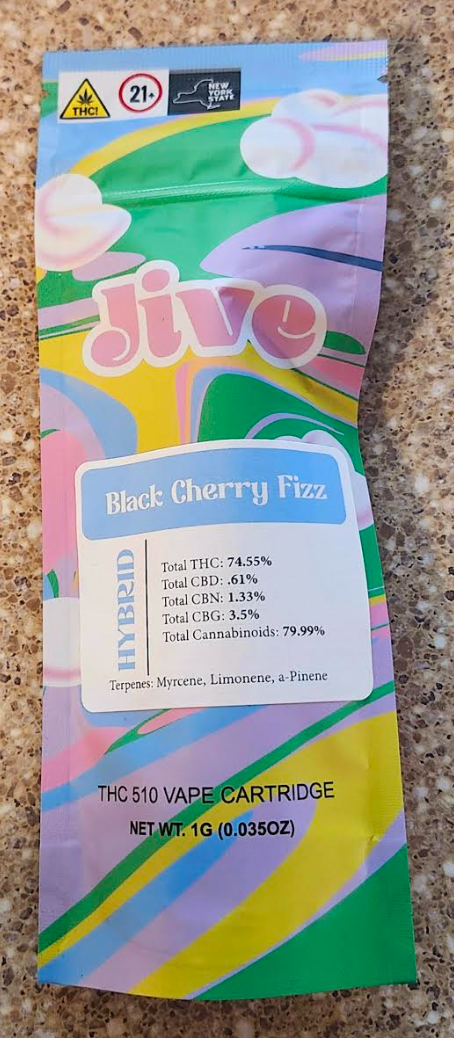 THC!
21+
NEW
YORK
STATE
Jive
Black Cherry Fizz
HYBRID
Total THC: 74.55%
Total CBD: .61%
Total CBN: 1.33%
Total CBG: 3.5%
Total Cannabinoids: 79.99%
Terpenes: Myrcene, Limonene, a-Pinene
THC 510 VAPE CARTRIDGE
NET WT. 1G (0.035OZ)